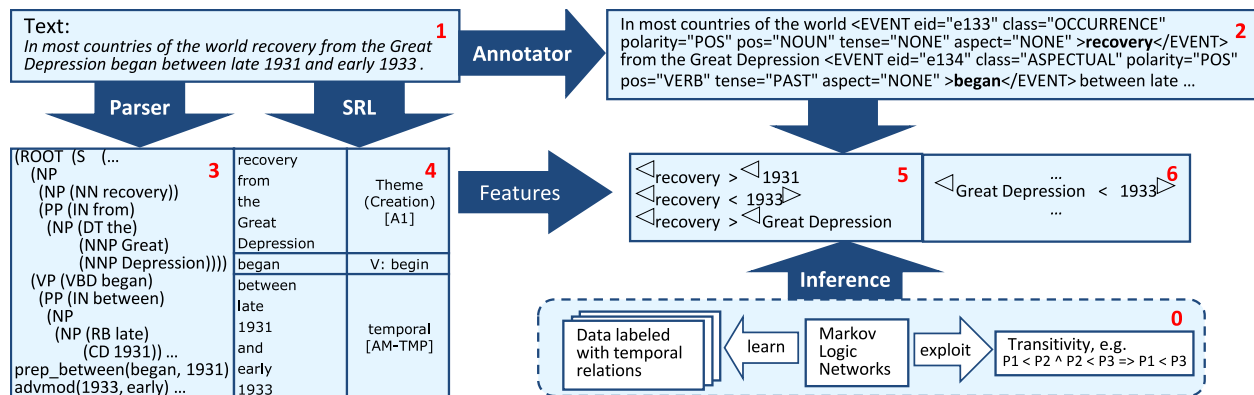 Text:
1
In most countries of the world recovery from the Great
Depression began between late 1931 and early 1933 .
Annotator
In most countries of the world <EVENT eid="e133" class="OCCURRENCE"
2
polarity="POS" pos="NOUN" tense="NONE" aspect="NONE" >recovery</EVENT>
from the Great Depression <EVENT eid="e134" class="ASPECTUAL" polarity="POS"
pos="VERB" tense="PAST" aspect="NONE" >began</EVENT> between late ...
Parser
SRL
(ROOT (S (...
3
(NP
(NP (NN recovery))
(PP (IN from)
(NP (DT the)
(NNP Great)
(NNP Depression))))
(VP (VBD began)
(PP (IN between)
(NP
(NP (RB late)
(CD 1931)) ...
prep_between(began, 1931)
advmod(1933, early) ...
recovery
from
the
Great
Depression
began
between
late
1931
and
early
1933
4
Theme
(Creation)
[A1]
V: begin
temporal
[AM-TMP]
Features
5
◁recovery > ◁1931
◁recovery < 1933▷
◁recovery > ◁Great Depression
6
...
◁Great Depression < 1933▷
...
Inference
0
Data labeled
with temporal
relations
learn
Markov
Logic
Networks
exploit
Transitivity, e.g.
P1 < P2 ^ P2 < P3 => P1 < P3